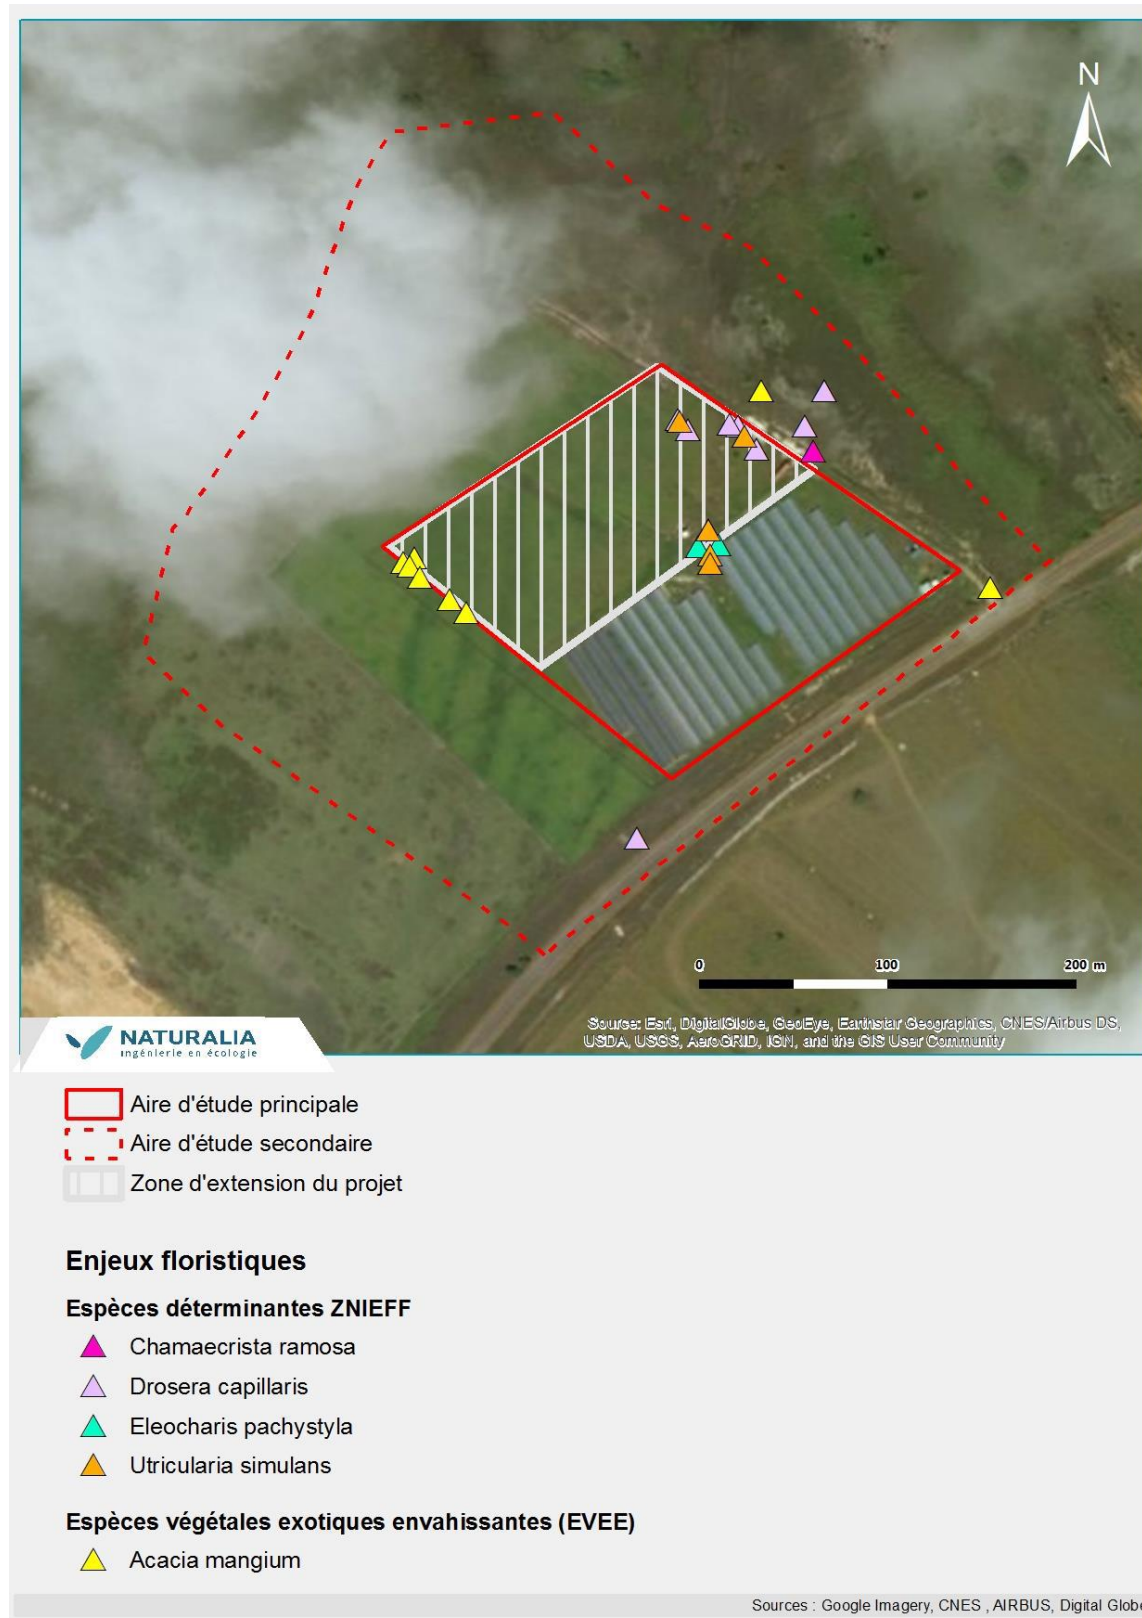 N
0 100 200 m
NATURALIA
Ingénierie en écologie
Source: Esri, DigitalGlobe, GeoEye, Earthstar Geographics, CNES/Airbus DS,
USDA, USGS, AeroGRID, IGN, and the GIS User Community
Aire d'étude principale
Aire d'étude secondaire
Zone d'extension du projet
Enjeux floristiques
Espèces déterminantes ZNIEFF
Chamaecrista ramosa
Drosera capillaris
Eleocharis pachystyla
Utricularia simulans
Espèces végétales exotiques envahissantes (EVEE)
Acacia mangium
Sources : Google Imagery, CNES , AIRBUS, Digital Globe